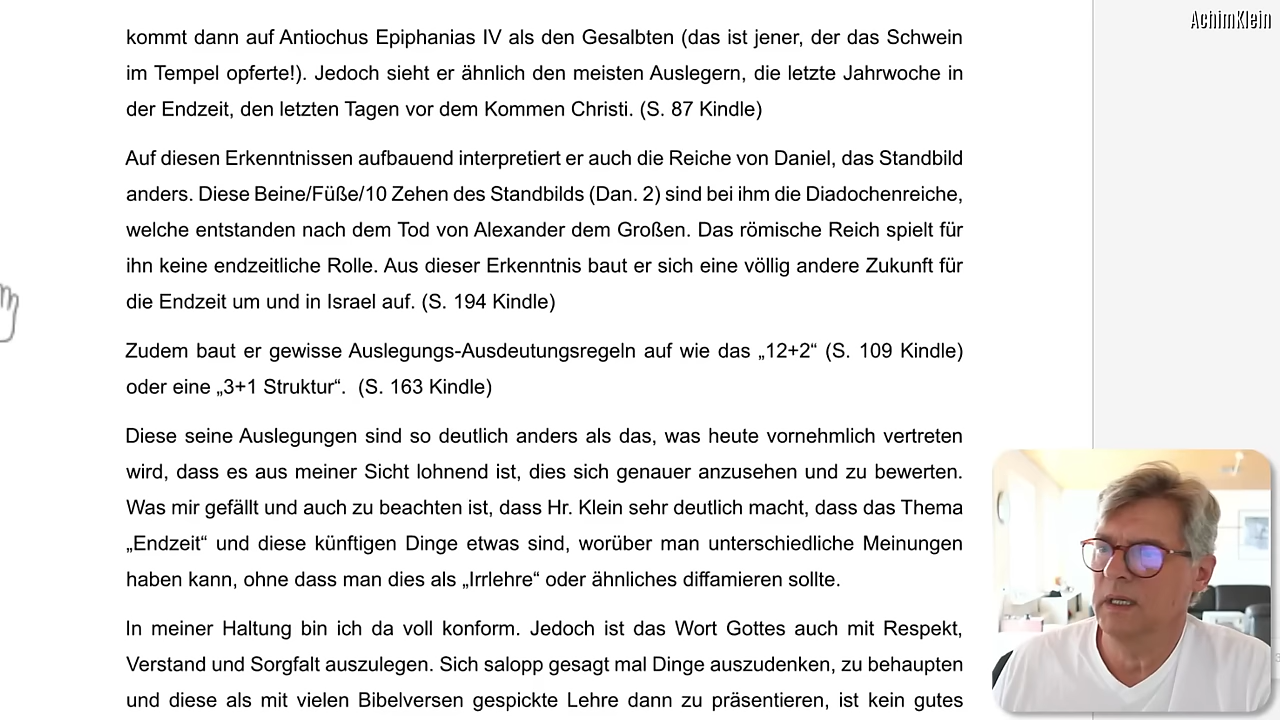 AchimKlein
kommt dann auf Antiochus Epiphanias IV als den Gesalbten (das ist jener, der das Schwein
im Tempel opferte!). Jedoch sieht er ähnlich den meisten Auslegern, die letzte Jahrwoche in
der Endzeit, den letzten Tagen vor dem Kommen Christi. (S. 87 Kindle)
Auf diesen Erkenntnissen aufbauend interpretiert er auch die Reiche von Daniel, das Standbild
anders. Diese Beine/Füße/10 Zehen des Standbilds (Dan. 2) sind bei ihm die Diadochenreiche,
welche entstanden nach dem Tod von Alexander dem Großen. Das römische Reich spielt für
ihn keine endzeitliche Rolle. Aus dieser Erkenntnis baut er sich eine völlig andere Zukunft für
die Endzeit um und in Israel auf. (S. 194 Kindle)
Zudem baut er gewisse Auslegungs-Ausdeutungsregeln auf wie das „12+2“ (S. 109 Kindle)
oder eine „3+1 Struktur“. (S. 163 Kindle)
Diese seine Auslegungen sind so deutlich anders als das, was heute vornehmlich vertreten
wird, dass es aus meiner Sicht lohnend ist, dies sich genauer anzusehen und zu bewerten.
Was mir gefällt und auch zu beachten ist, dass Hr. Klein sehr deutlich macht, dass das Thema
„Endzeit“ und diese künftigen Dinge etwas sind, worüber man unterschiedliche Meinungen
haben kann, ohne dass man dies als „Irrlehre“ oder ähnliches diffamieren sollte.
In meiner Haltung bin ich da voll konform. Jedoch ist das Wort Gottes auch mit Respekt,
Verstand und Sorgfalt auszulegen. Sich salopp gesagt mal Dinge auszudenken, zu behaupten
und diese als mit vielen Bibelversen gespickte Lehre dann zu präsentieren, ist kein gutes